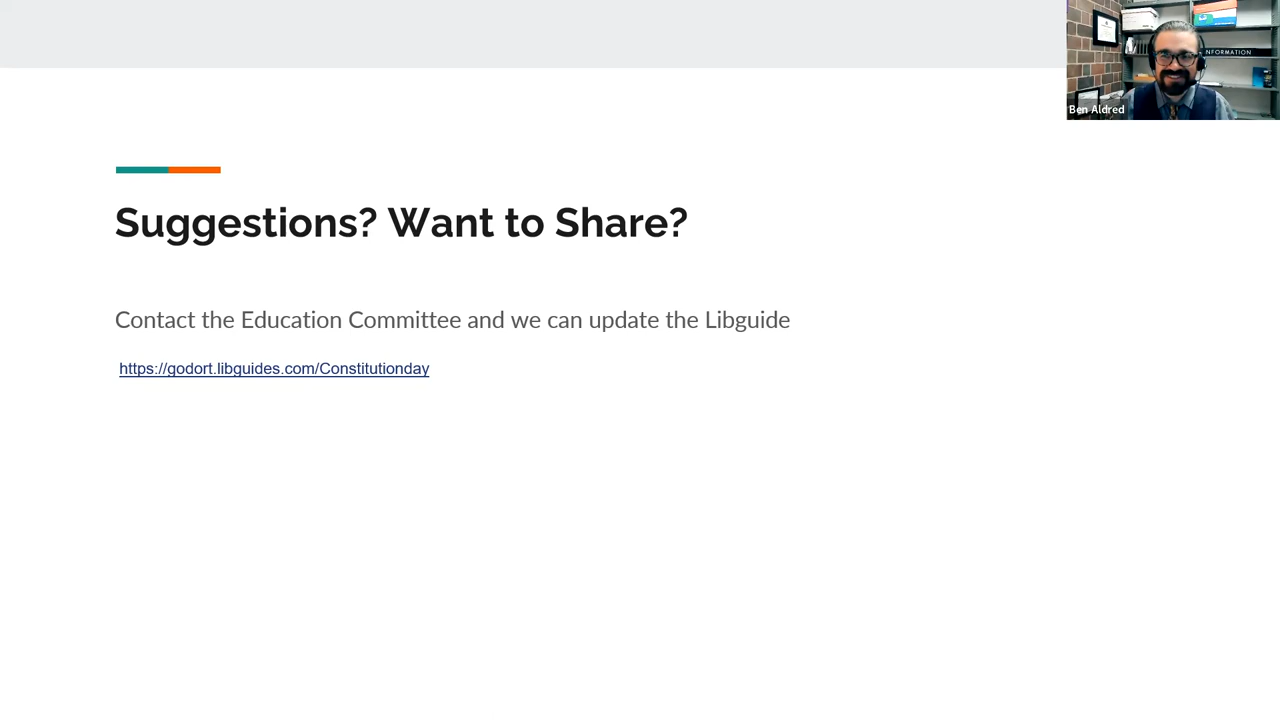 INFORMATION
Ben Aldred
Suggestions? Want to Share?
Contact the Education Committee and we can update the Libguide
https://godort.libguides.com/Constitutionday